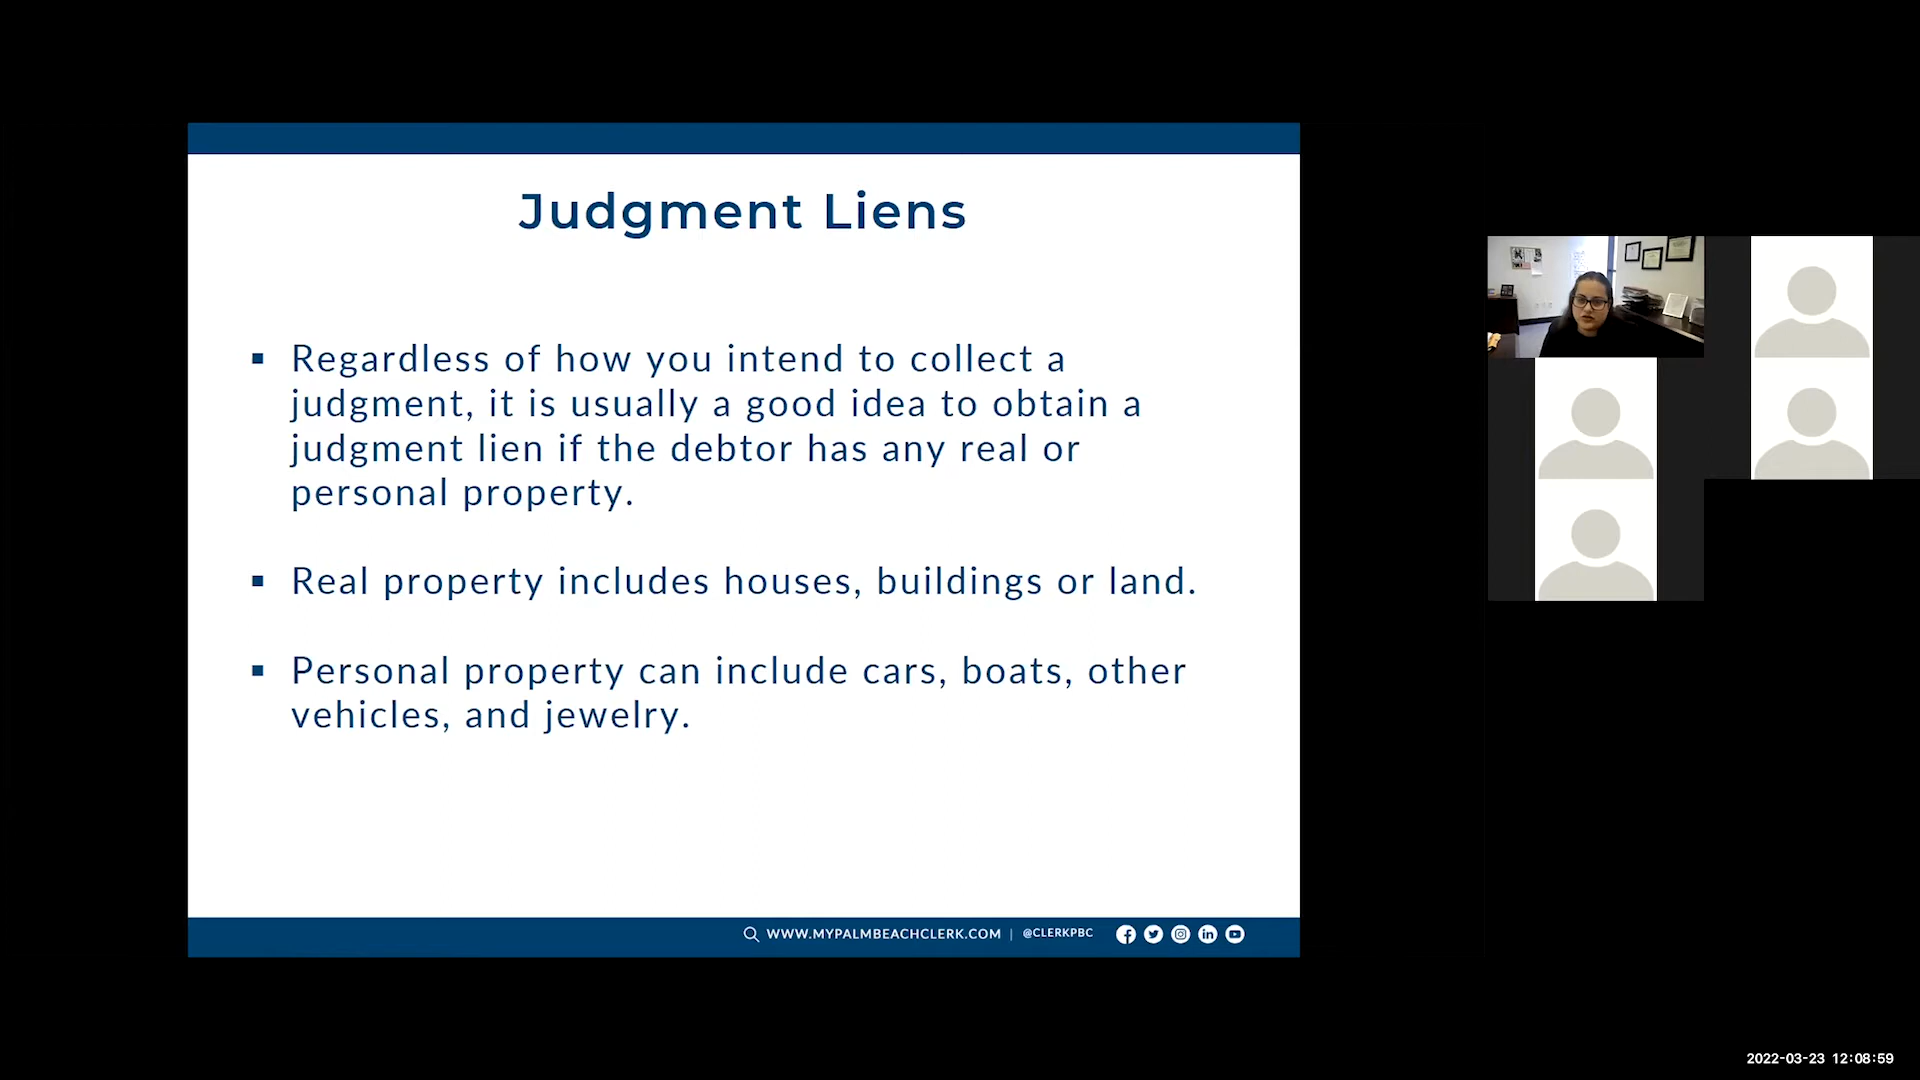 Judgment Liens
▪ Regardless of how you intend to collect a
judgment, it is usually a good idea to obtain a
judgment lien if the debtor has any real or
personal property.
▪ Real property includes houses, buildings or land.
▪ Personal property can include cars, boats, other
vehicles, and jewelry.
WWW.MYPALMBEACHCLERK.COM | @CLERKPBC
2022-03-23 12:08:59